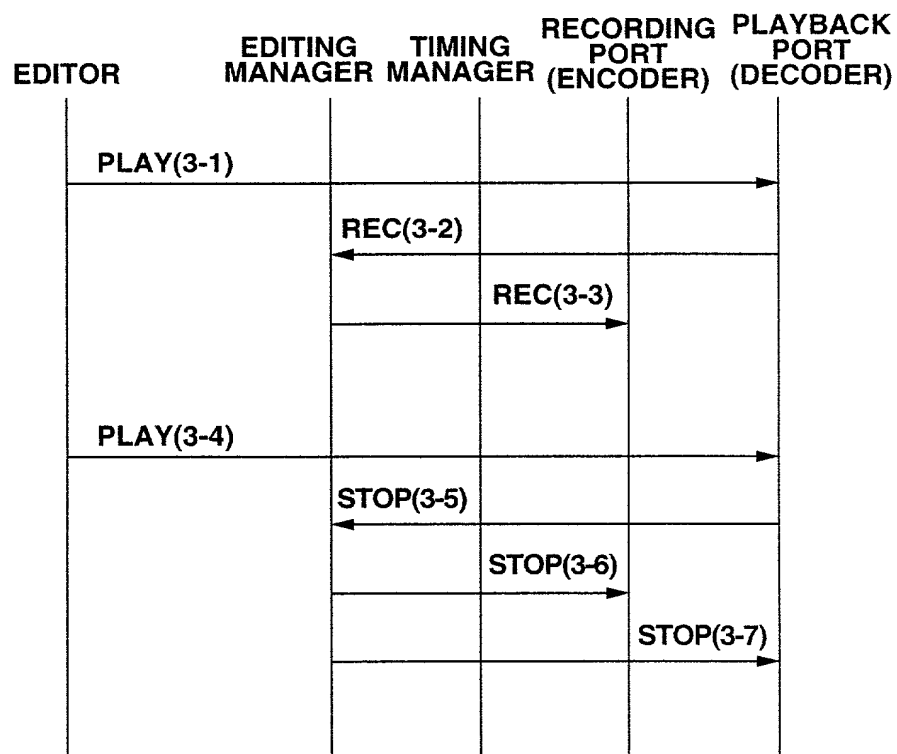 EDITOR
EDITING
MANAGER
TIMING
MANAGER
RECORDING
PORT
(ENCODER)
PLAYBACK
PORT
(DECODER)
PLAY(3-1)
REC(3-2)
REC(3-3)
PLAY(3-4)
STOP(3-5)
STOP(3-6)
STOP(3-7)